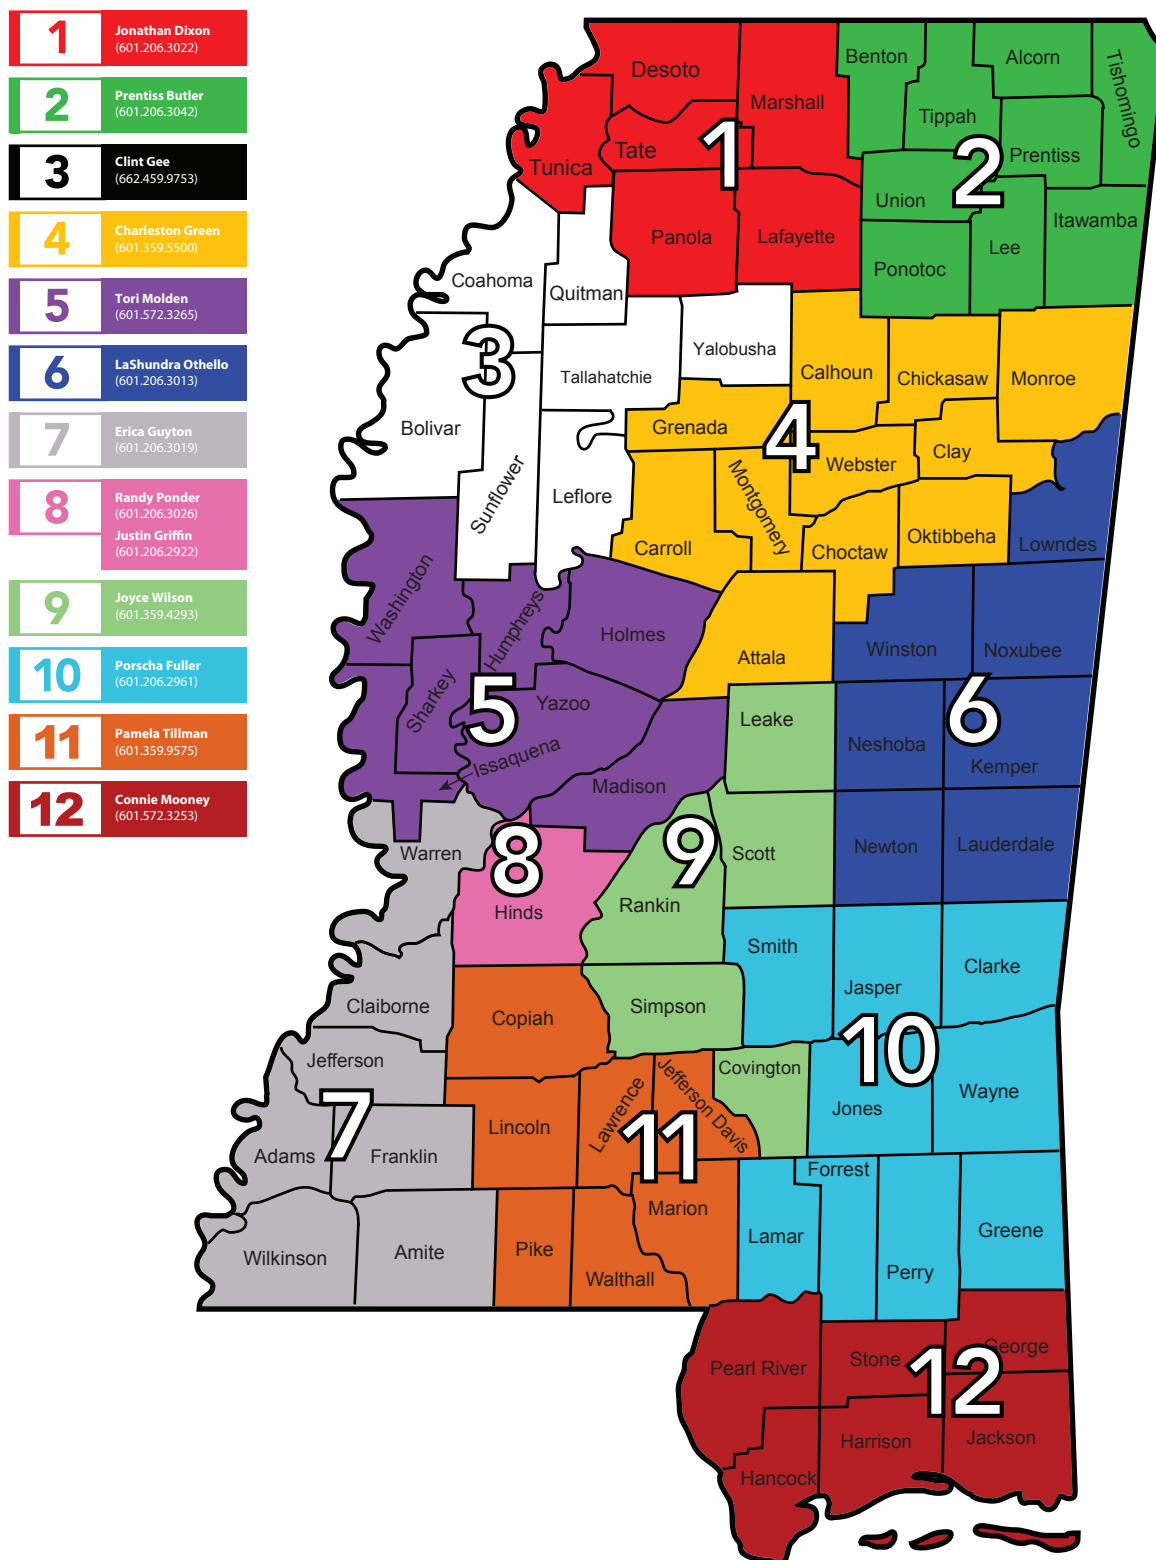 1
Jonathan Dixon
(601.206.3022)
2
Prentiss Butler
(601.206.3042)
3
Clint Gee
(662.459.9753)
4
Charleston Green
(601.359.5500)
5
Tori Molden
(601.572.3265)
6
LaShundra Othello
(601.206.3013)
7
Erica Guyton
(601.206.3019)
8
Randy Ponder
(601.206.3026)
Justin Griffin
(601.206.2922)
9
Joyce Wilson
(601.359.4293)
10
Porscha Fuller
(601.206.2961)
11
Pamela Tillman
(601.359.9575)
12
Connie Mooney
(601.572.3253)
Desoto
Marshall
Benton
Tippah
Alcorn
Tishomingo
Tunica
Tate
1
Prentiss
2
Union
Itawamba
Panola
Lafayette
Ponotoc
Lee
Coahoma
Quitman
3
Tallahatchie
Yalobusha
Calhoun
Chickasaw
Monroe
Bolivar
Sunflower
Leflore
Grenada
4
Webster
Clay
Montgomery
Carroll
Choctaw
Oktibbeha
Lowndes
Washington
Humphreys
Holmes
Attala
Winston
Noxubee
Sharkey
5
Yazoo
Issaquena
Madison
Leake
Neshoba
6
Kemper
Warren
8
Hinds
9
Rankin
Scott
Newton
Lauderdale
Smith
Jasper
Clarke
Claiborne
Copiah
Simpson
10
Jefferson
7
Adams
Franklin
Lincoln
Lawrence
Jefferson Davis
11
Covington
Jones
Wayne
Wilkinson
Amite
Pike
Walthall
Marion
Lamar
Forrest
Perry
Greene
Pearl River
Stone
George
12
Hancock
Harrison
Jackson